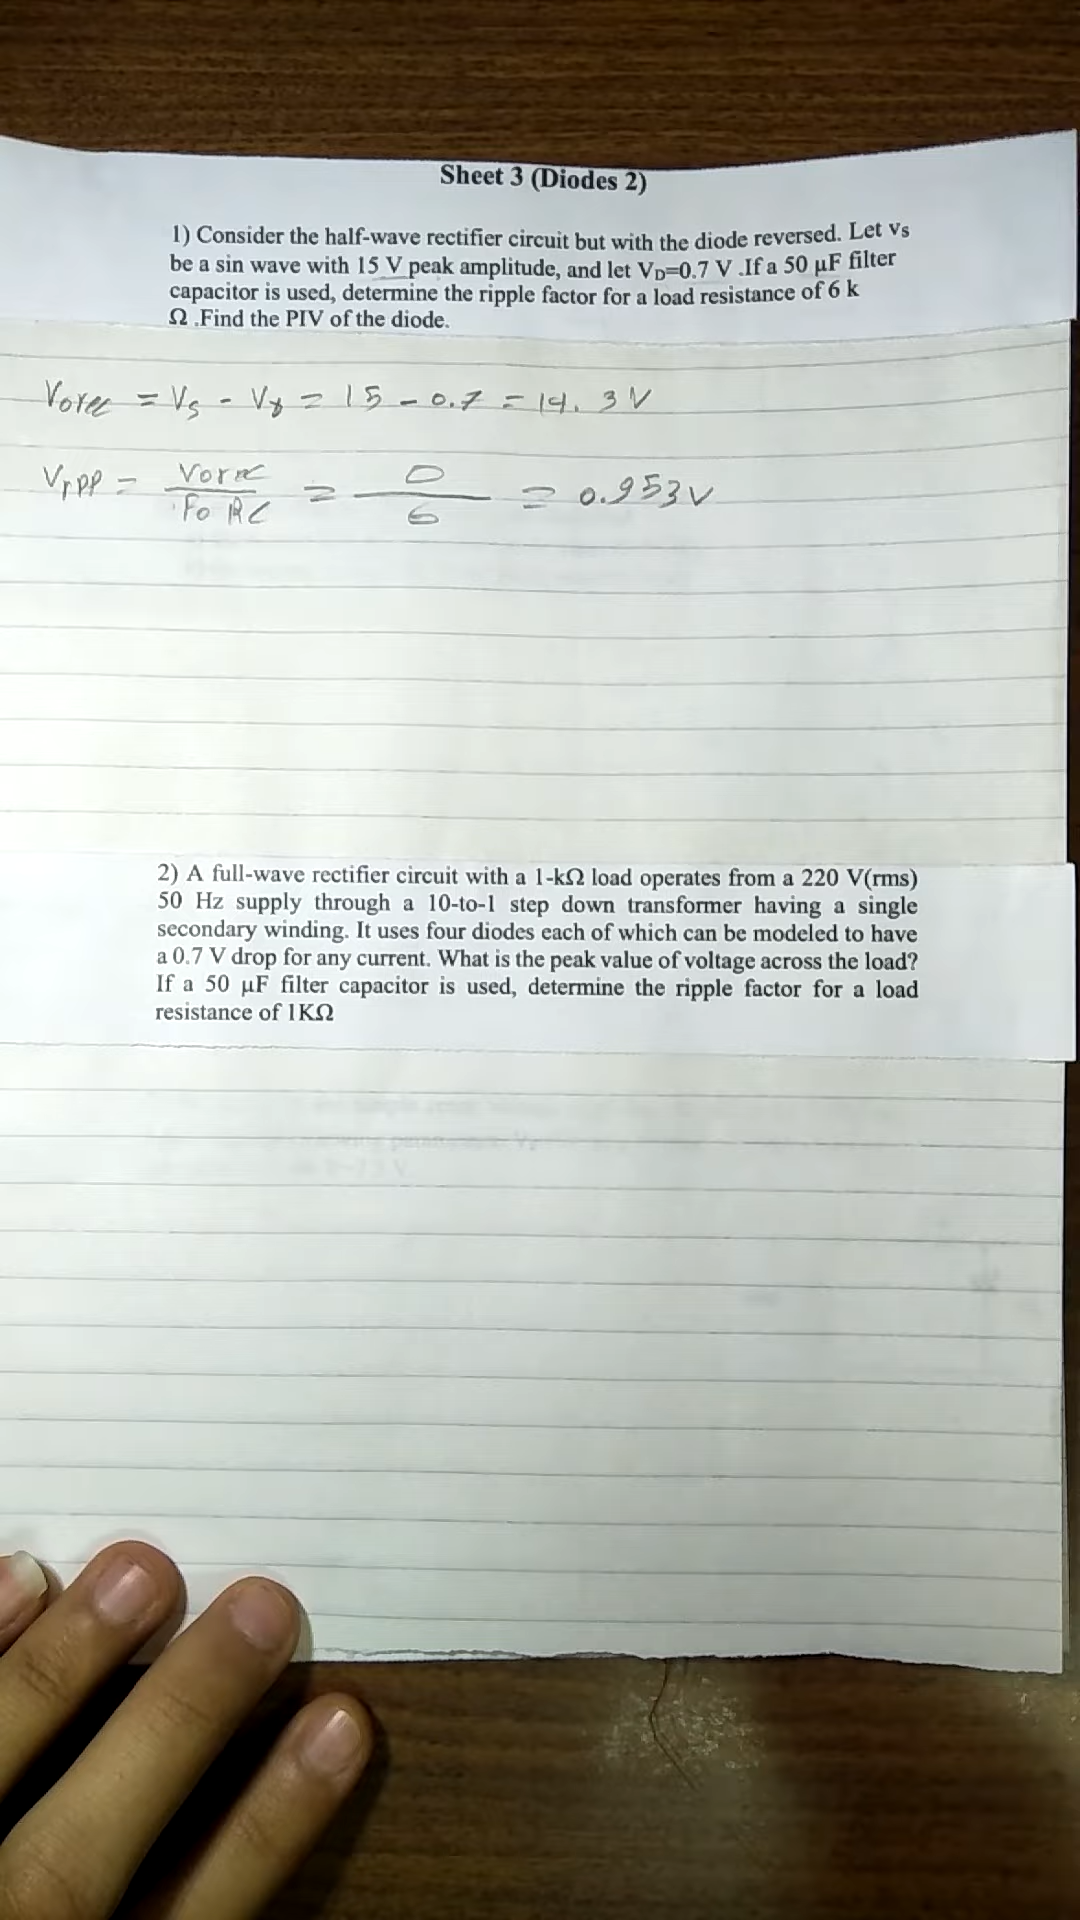 Sheet 3 (Diodes 2)
1) Consider the half-wave rectifier circuit but with the diode reversed. Let vs
be a sin wave with 15 V peak amplitude, and let VD=0.7 V .If a 50 μF filter
capacitor is used, determine the ripple factor for a load resistance of 6 k
Ω .Find the PIV of the diode.
= Vs - Vγ = 15 - 0.7 = 14.3V
Vrpp = / Fo RC = 0 / 6 = 0.953V
2) A full-wave rectifier circuit with a 1-kΩ load operates from a 220 V(rms)
50 Hz supply through a 10-to-1 step down transformer having a single
secondary winding. It uses four diodes each of which can be modeled to have
a 0.7 V drop for any current. What is the peak value of voltage across the load?
If a 50 μF filter capacitor is used, determine the ripple factor for a load
resistance of 1KΩ